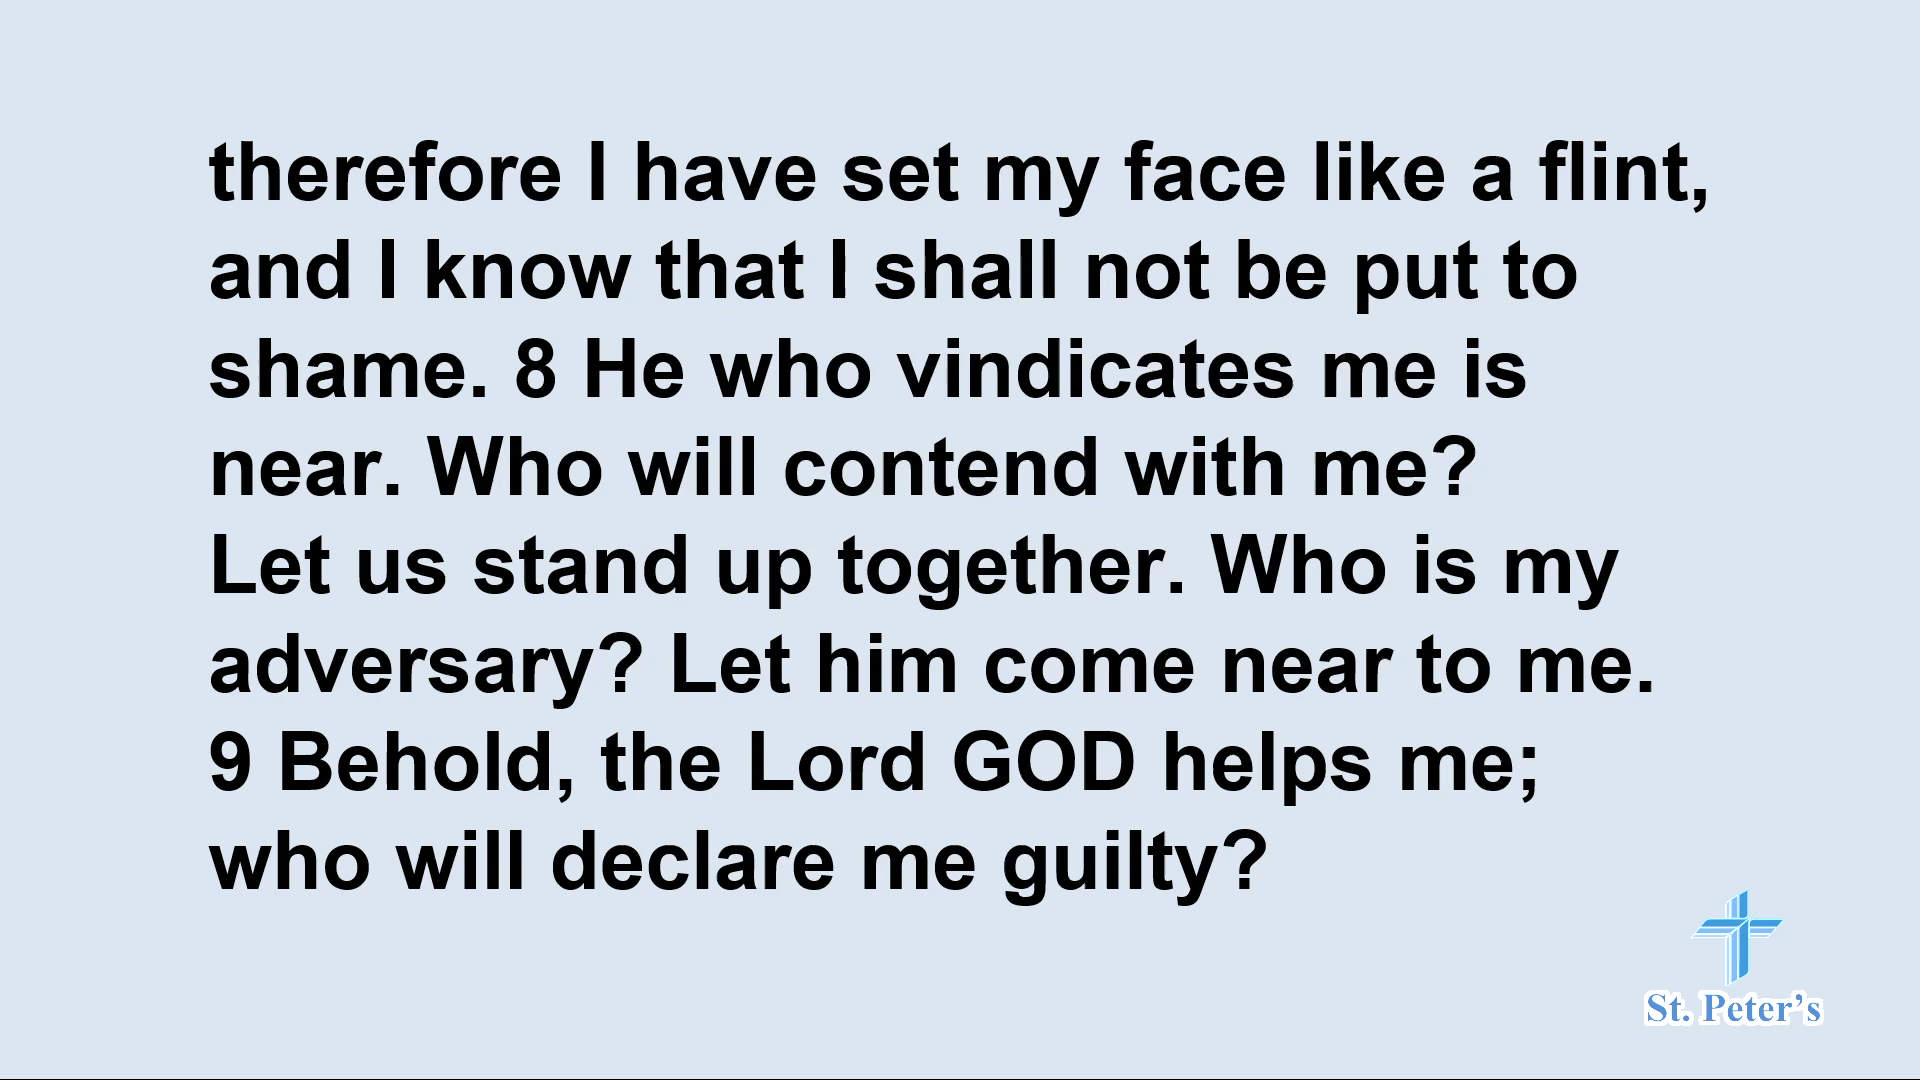 therefore I have set my face like a flint,
and I know that I shall not be put to
shame. 8 He who vindicates me is
near. Who will contend with me?
Let us stand up together. Who is my
adversary? Let him come near to me.
9 Behold, the Lord GOD helps me;
who will declare me guilty?
St. Peter’s